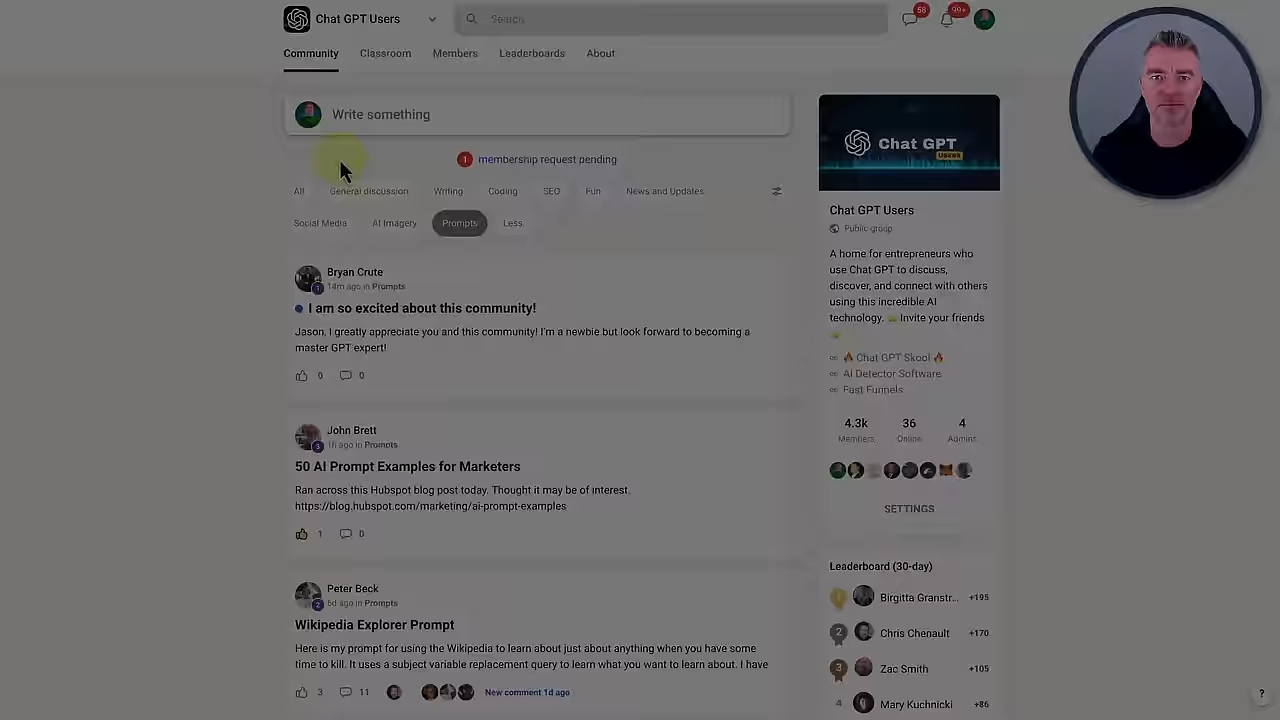 Chat GPT Users
Search
58
99+
Community Classroom Members Leaderboards About
Write something
1 membership request pending
All General discussion Writing Coding SEO Fun News and Updates
Social Media AI Imagery Prompts Less
Bryan Crute
1
14m ago in Prompts
I am so excited about this community!
Jason, I greatly appreciate you and this community! I'm a newbie but look forward to becoming a
master GPT expert!
0 0
John Brett
3
1h ago in Prompts
50 AI Prompt Examples for Marketers
Ran across this Hubspot blog post today. Thought it may be of interest.
https://blog.hubspot.com/marketing/ai-prompt-examples
1 0
Peter Beck
2
5d ago in Prompts
Wikipedia Explorer Prompt
Here is my prompt for using the Wikipedia to learn about just about anything when you have some
time to kill. It uses a subject variable replacement query to learn what you want to learn about. I have
3 11 New comment 1d ago
Chat GPT
USERS
Chat GPT Users
Public group
A home for entrepreneurs who
use Chat GPT to discuss,
discover, and connect with others
using this incredible AI
technology. Invite your friends
Chat GPT Skool
AI Detector Software
Fast Funnels
4.3k 36 4
Members Online Admins
SETTINGS
Leaderboard (30-day)
1 Birgitta Granstr... +195
2 Chris Chenault +170
3 Zac Smith +105
4 Mary Kuchnicki +86
?